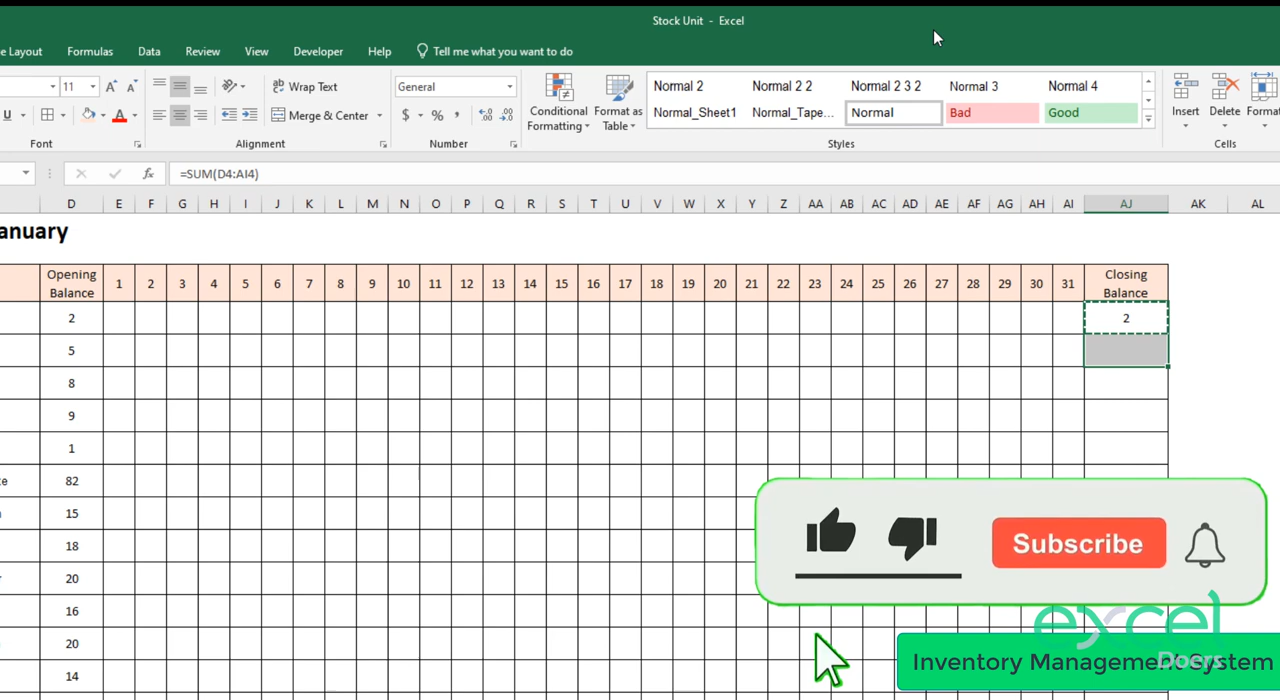 Stock Unit - Excel
e Layout Formulas Data Review View Developer Help Tell me what you want to do
11 A A ab Wrap Text General Conditional Formatting Format as Table Normal 2 Normal 2 2 Normal 2 3 2 Normal 3 Normal 4 Insert Delete Forma
U A Merge & Center $ % , Normal_Sheet1 Normal_Tape... Normal Bad Good
Font Alignment Number Styles Cells
fx =SUM(D4:AI4)
D E F G H I J K L M N O P Q R S T U V W X Y Z AA AB AC AD AE AF AG AH AI AJ AK AL
anuary
Opening Balance 1 2 3 4 5 6 7 8 9 10 11 12 13 14 15 16 17 18 19 20 21 22 23 24 25 26 27 28 29 30 31 Closing Balance
2 2
5
8
9
1
te 82
15
18
20
16
20
14
Subscribe
excel
Doers
Inventory Management System